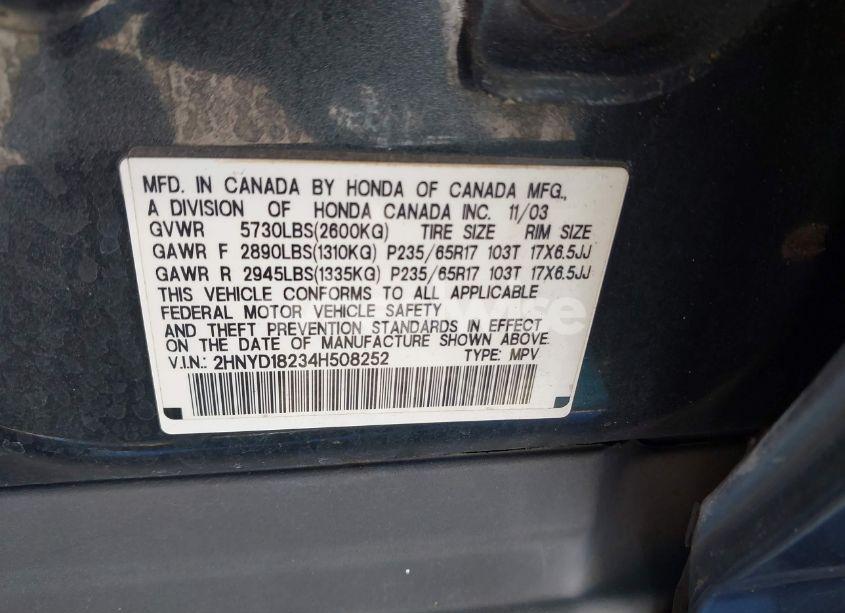 MFD. IN CANADA BY HONDA OF CANADA MFG.,
A DIVISION OF HONDA CANADA INC. 11/03
GVWR 5730LBS(2600KG) TIRE SIZE RIM SIZE
GAWR F 2890LBS(1310KG) P235/65R17 103T 17X6.5JJ
GAWR R 2945LBS(1335KG) P235/65R17 103T 17X6.5JJ
THIS VEHICLE CONFORMS TO ALL APPLICABLE
FEDERAL MOTOR VEHICLE SAFETY
AND THEFT PREVENTION STANDARDS IN EFFECT
ON THE DATE OF MANUFACTURE SHOWN ABOVE.
V.I.N.: 2HNYD18234H508252 TYPE: MPV